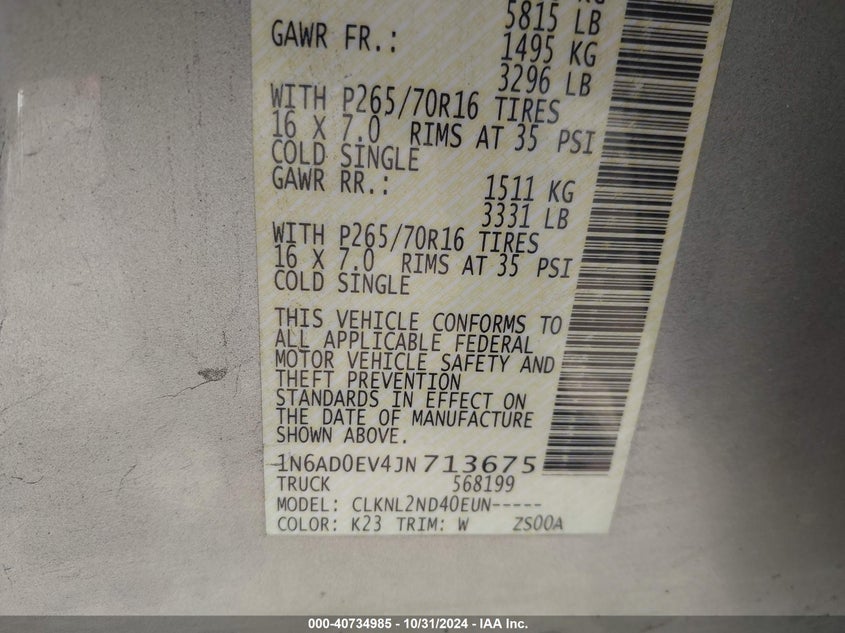 5815 LB
GAWR FR.: 1495 KG
3296 LB
WITH P265/70R16 TIRES
16 X 7.0 RIMS AT 35 PSI
COLD SINGLE
GAWR RR.: 1511 KG
3331 LB
WITH P265/70R16 TIRES
16 X 7.0 RIMS AT 35 PSI
COLD SINGLE
THIS VEHICLE CONFORMS TO
ALL APPLICABLE FEDERAL
MOTOR VEHICLE SAFETY AND
THEFT PREVENTION
STANDARDS IN EFFECT ON
THE DATE OF MANUFACTURE
SHOWN ABOVE.
1N6AD0EV4JN713675
TRUCK 568199
MODEL: CLKNL2ND40EUN-----
COLOR: K23 TRIM: W ZS00A
000-40734985 - 10/31/2024 - IAA Inc.